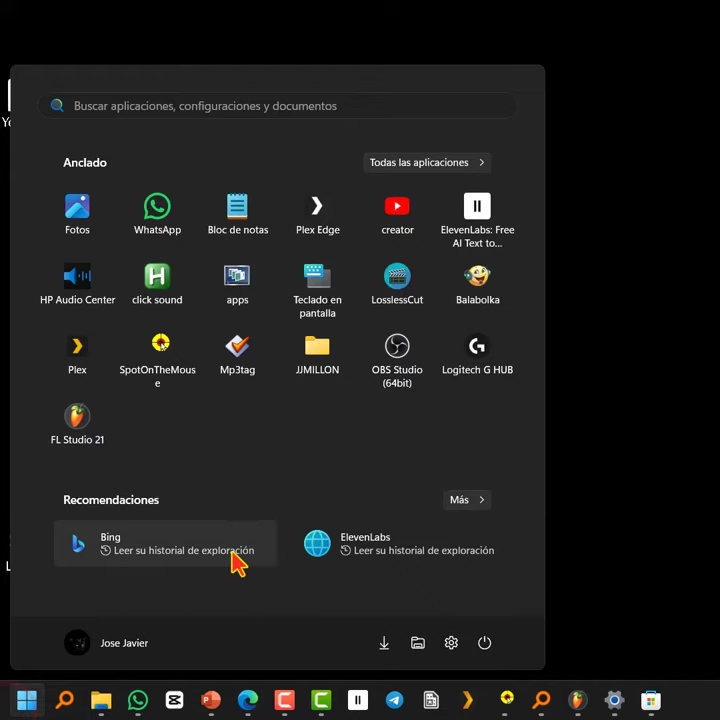 Buscar aplicaciones, configuraciones y documentos
Anclado
Todas las aplicaciones
Fotos
WhatsApp
Bloc de notas
Plex Edge
creator
ElevenLabs: Free
AI Text to...
HP Audio Center
click sound
apps
Teclado en
pantalla
LosslessCut
Balabolka
Plex
SpotOnTheMous
e
Mp3tag
JJMILLON
OBS Studio
(64bit)
Logitech G HUB
FL Studio 21
Recomendaciones
Más
Bing
Leer su historial de exploración
ElevenLabs
Leer su historial de exploración
Jose Javier